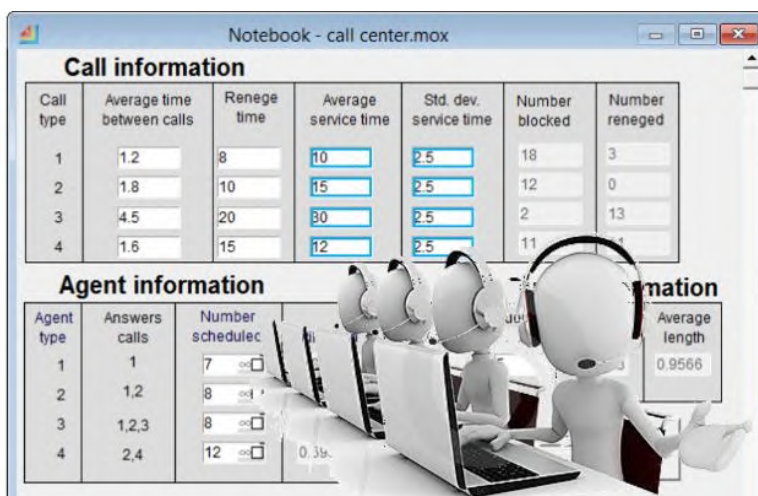 Notebook - call center.mox
Call information
Call type Average time between calls Renege time Average service time Std. dev. service time Number blocked Number reneged
1 1.2 8 10 2.5 18 3
2 1.8 10 15 2.5 12 0
3 4.5 20 30 2.5 2 13
4 1.6 15 12 2.5 11
Agent information
Agent type Answers calls Number scheduled Average length
1 1 7 0.9566
2 1,2 8
3 1,2,3 8
4 2,4 12